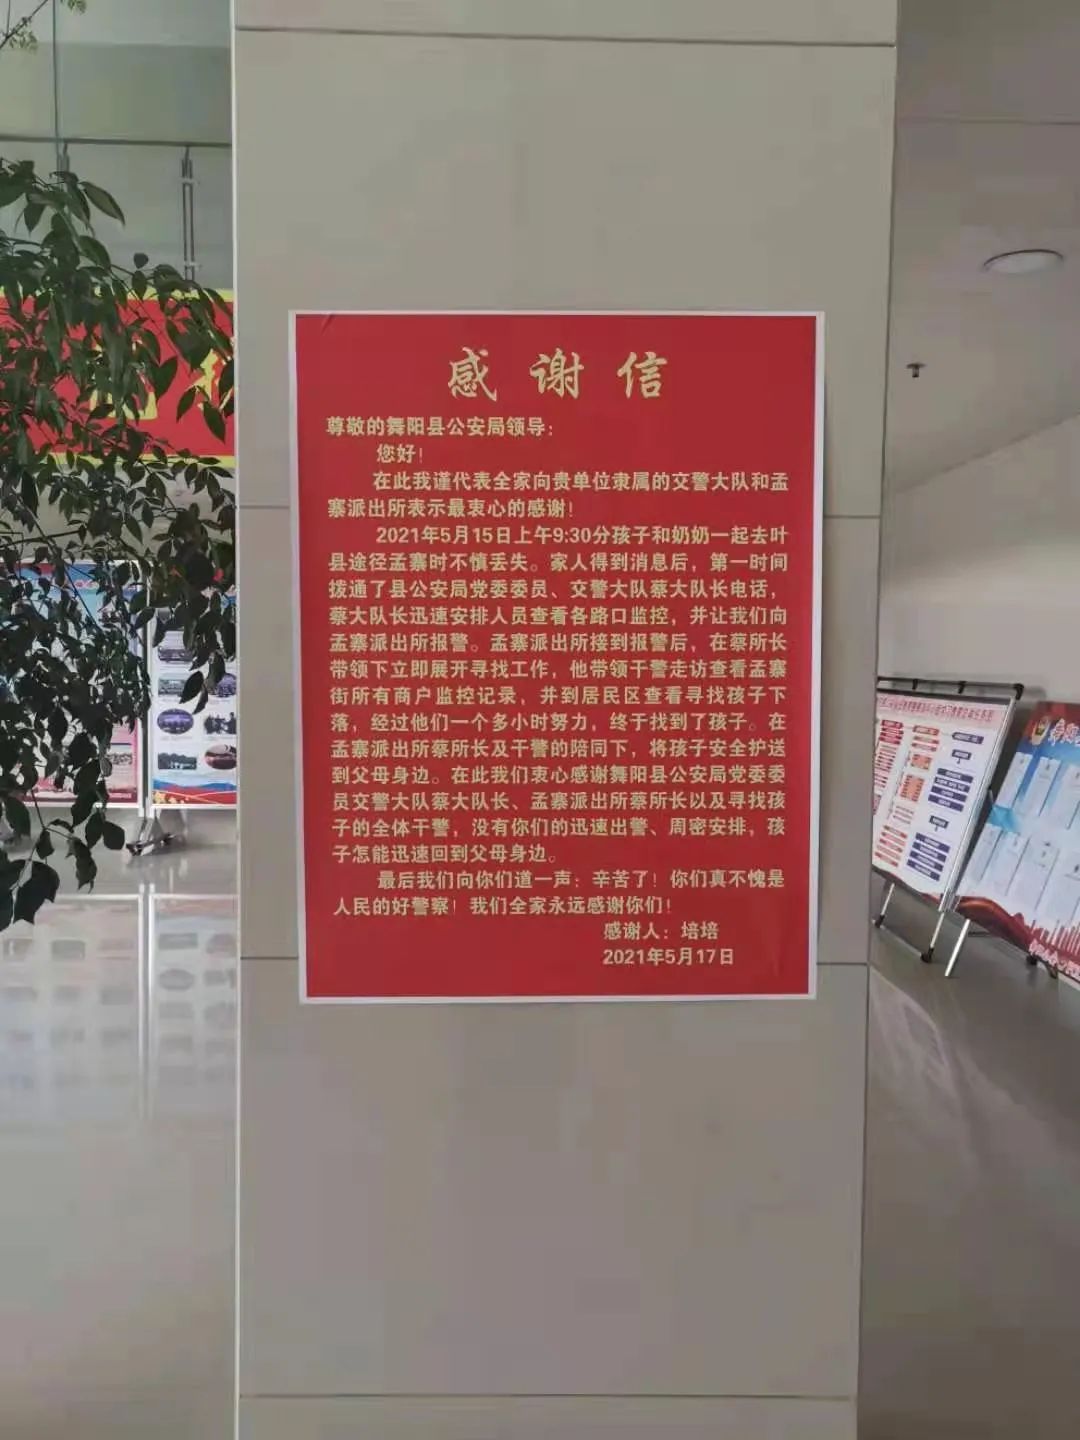 感谢信
尊敬的舞阳县公安局领导：
您好！
在此我谨代表全家向贵单位隶属的交警大队和孟
寨派出所表示最衷心的感谢！
2021年5月15日上午9:30分孩子和奶奶一起去叶
县途径孟寨时不慎丢失。家人得到消息后，第一时间
拨通了县公安局党委委员、交警大队蔡大队长电话，
蔡大队长迅速安排人员查看各路口监控，并让我们向
孟寨派出所报警。孟寨派出所接到报警后，在蔡所长
带领下立即展开寻找工作，他带领干警走访查看孟寨
街所有商户监控记录，并到居民区查看寻找孩子下
落，经过他们一个多小时努力，终于找到了孩子。在
孟寨派出所蔡所长及干警的陪同下，将孩子安全护送
到父母身边。在此我们衷心感谢舞阳县公安局党委委
员交警大队蔡大队长、孟寨派出所蔡所长以及寻找孩
子的全体干警，没有你们的迅速出警、周密安排，孩
子怎能迅速回到父母身边。
最后我们向你们道一声：辛苦了！你们真不愧是
人民的好警察！我们全家永远感谢你们！
感谢人：培培
2021年5月17日